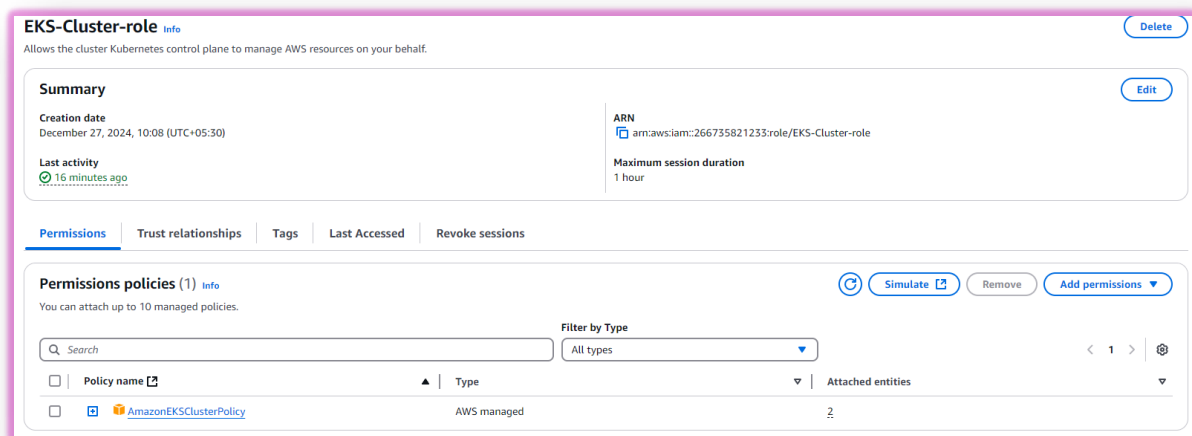 EKS-Cluster-role Info
Delete
Allows the cluster Kubernetes control plane to manage AWS resources on your behalf.
Summary
Edit
Creation date
December 27, 2024, 10:08 (UTC+05:30)
ARN
arn:aws:iam::266735821233:role/EKS-Cluster-role
Last activity
16 minutes ago
Maximum session duration
1 hour
Permissions Trust relationships Tags Last Accessed Revoke sessions
Permissions policies (1) Info
Simulate Remove Add permissions
You can attach up to 10 managed policies.
Filter by Type
Search All types 1
Policy name Type Attached entities
AmazonEKSClusterPolicy AWS managed 2